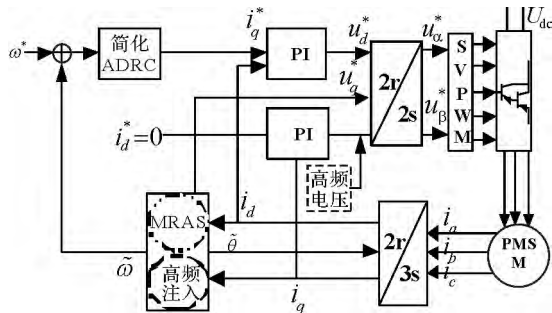 ω*
简化
ADRC
i_q^*
PI
u_d^*
u_q^*
2r
2s
u_α^*
u_β^*
S
V
P
W
M
U_dc
i_d^*=0
PI
高频
电压
MRAS
高频
注入
ω̃
θ̃
i_d
i_q
2r
3s
i_a
i_b
i_c
PMS
M